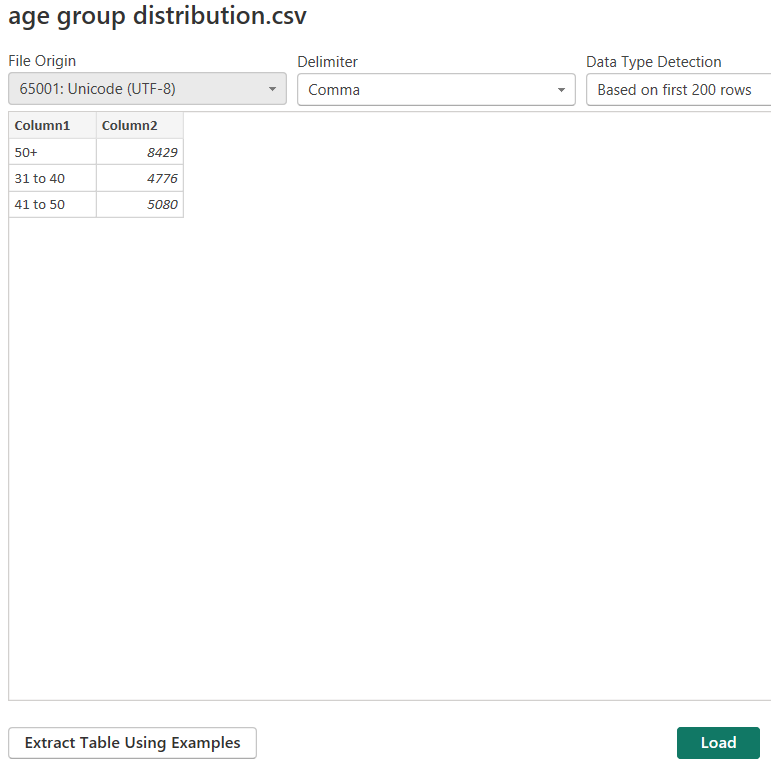 age group distribution.csv
File Origin Delimiter Data Type Detection
65001: Unicode (UTF-8) Comma Based on first 200 rows
Column1 Column2
50+ 8429
31 to 40 4776
41 to 50 5080
Extract Table Using Examples Load